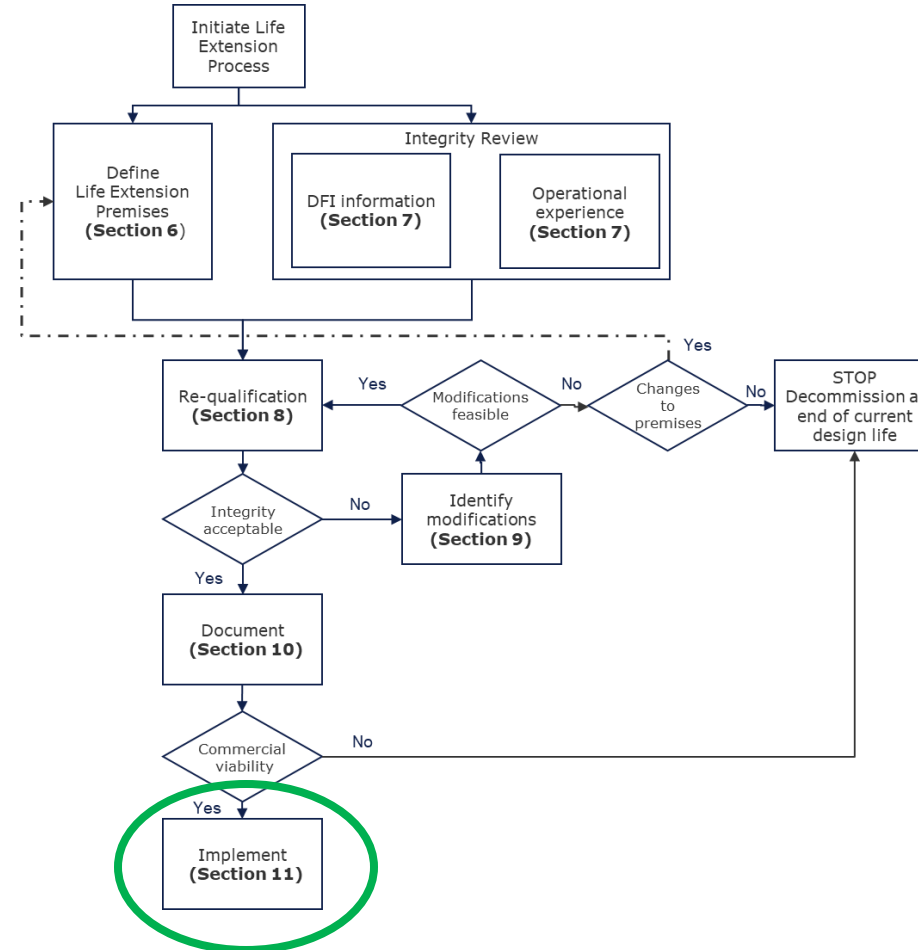 Initiate Life
Extension
Process
Define
Life Extension
Premises
(Section 6)
Integrity Review
DFI information
(Section 7)
Operational
experience
(Section 7)
Yes
Re-qualification
(Section 8)
Yes
Modifications
feasible
No
Changes
to
premises
No
STOP
Decommission a
end of current
design life
Integrity
acceptable
No
Identify
modifications
(Section 9)
Yes
Document
(Section 10)
Commercial
viability
No
Yes
Implement
(Section 11)